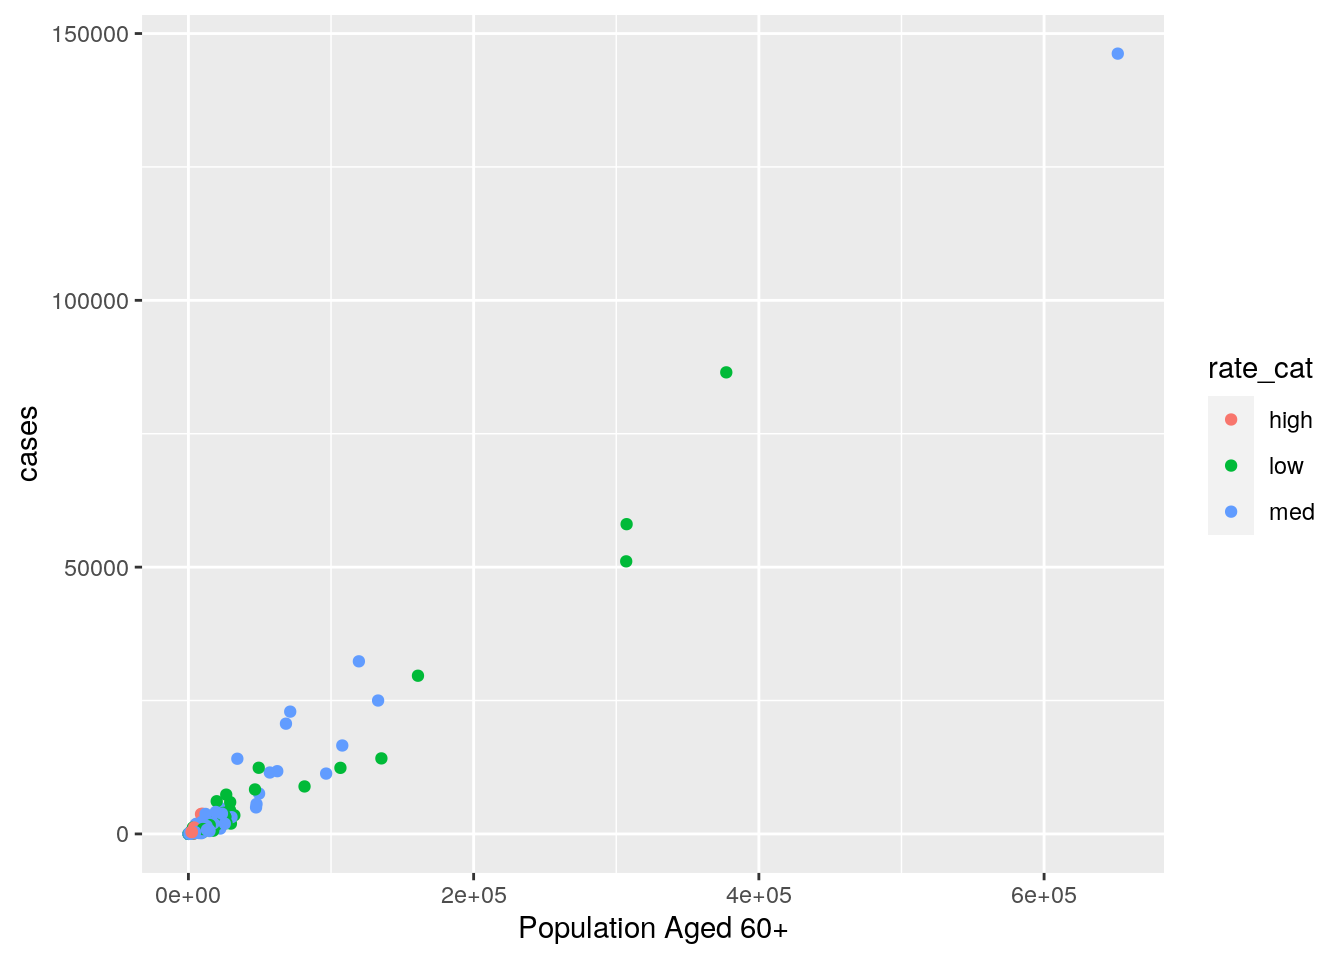 150000
100000
50000
0
cases
0e+00 2e+05 4e+05 6e+05
Population Aged 60+
rate_cat
high
low
med